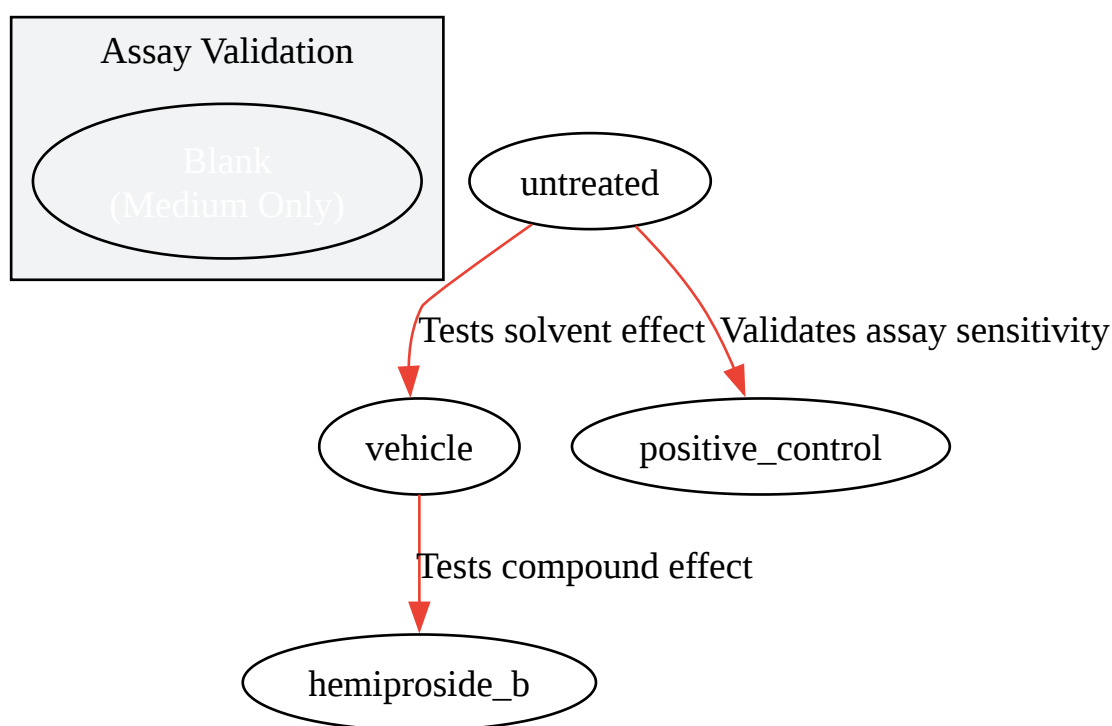 Assay Validation
Blank
(Medium Only)
untreated
Tests solvent effect
Validates assay sensitivity
vehicle
positive_control
Tests compound effect
hemiproside_b